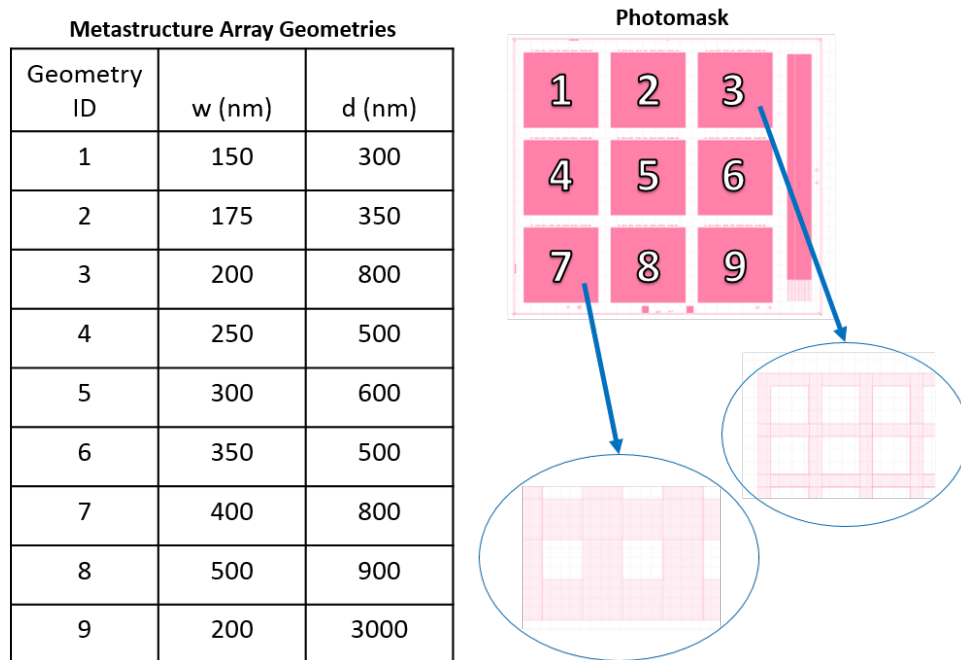 Metastructure Array Geometries
Geometry ID w (nm) d (nm)
1 150 300
2 175 350
3 200 800
4 250 500
5 300 600
6 350 500
7 400 800
8 500 900
9 200 3000
Photomask
1 2 3
4 5 6
7 8 9